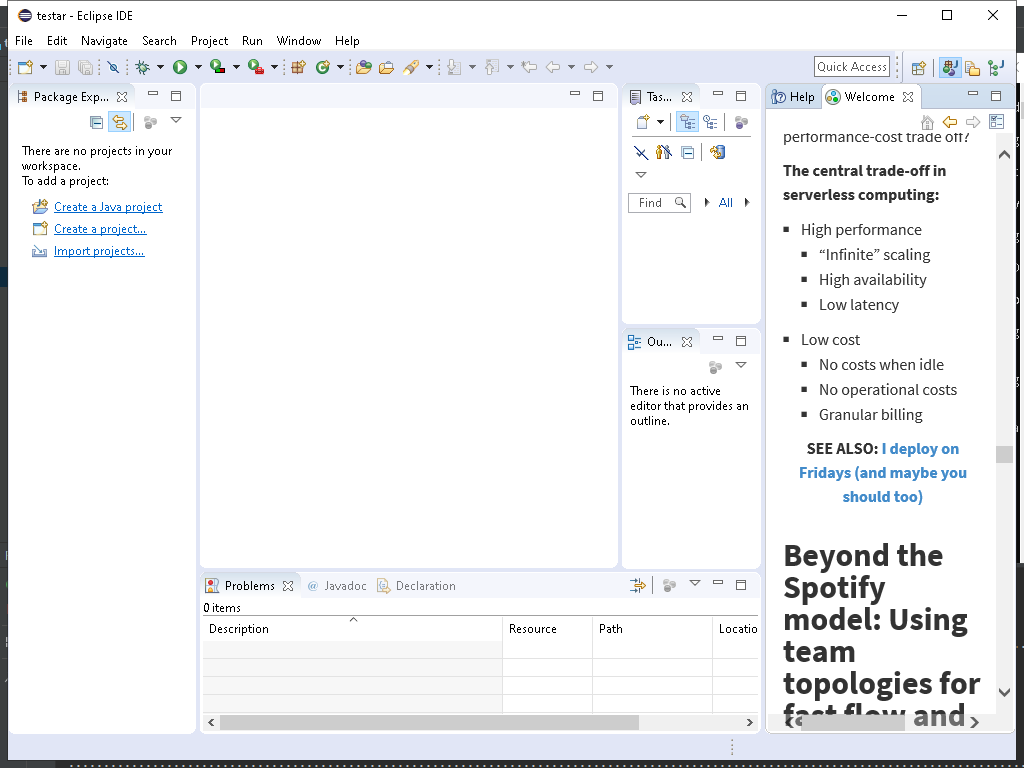 testar - Eclipse IDE
File Edit Navigate Search Project Run Window Help
Quick Access
Package Exp...
There are no projects in your
workspace.
To add a project:
Create a Java project
Create a project...
Import projects...
Tas...
Find
All
Ou...
There is no active
editor that provides an
outline.
Problems Javadoc Declaration
0 items
Description Resource Path Locatio
Help Welcome
performance-cost trade off?
The central trade-off in
serverless computing:
High performance
“Infinite” scaling
High availability
Low latency
Low cost
No costs when idle
No operational costs
Granular billing
SEE ALSO: I deploy on
Fridays (and maybe you
should too)
Beyond the
Spotify
model: Using
team
topologies for
fast flow and